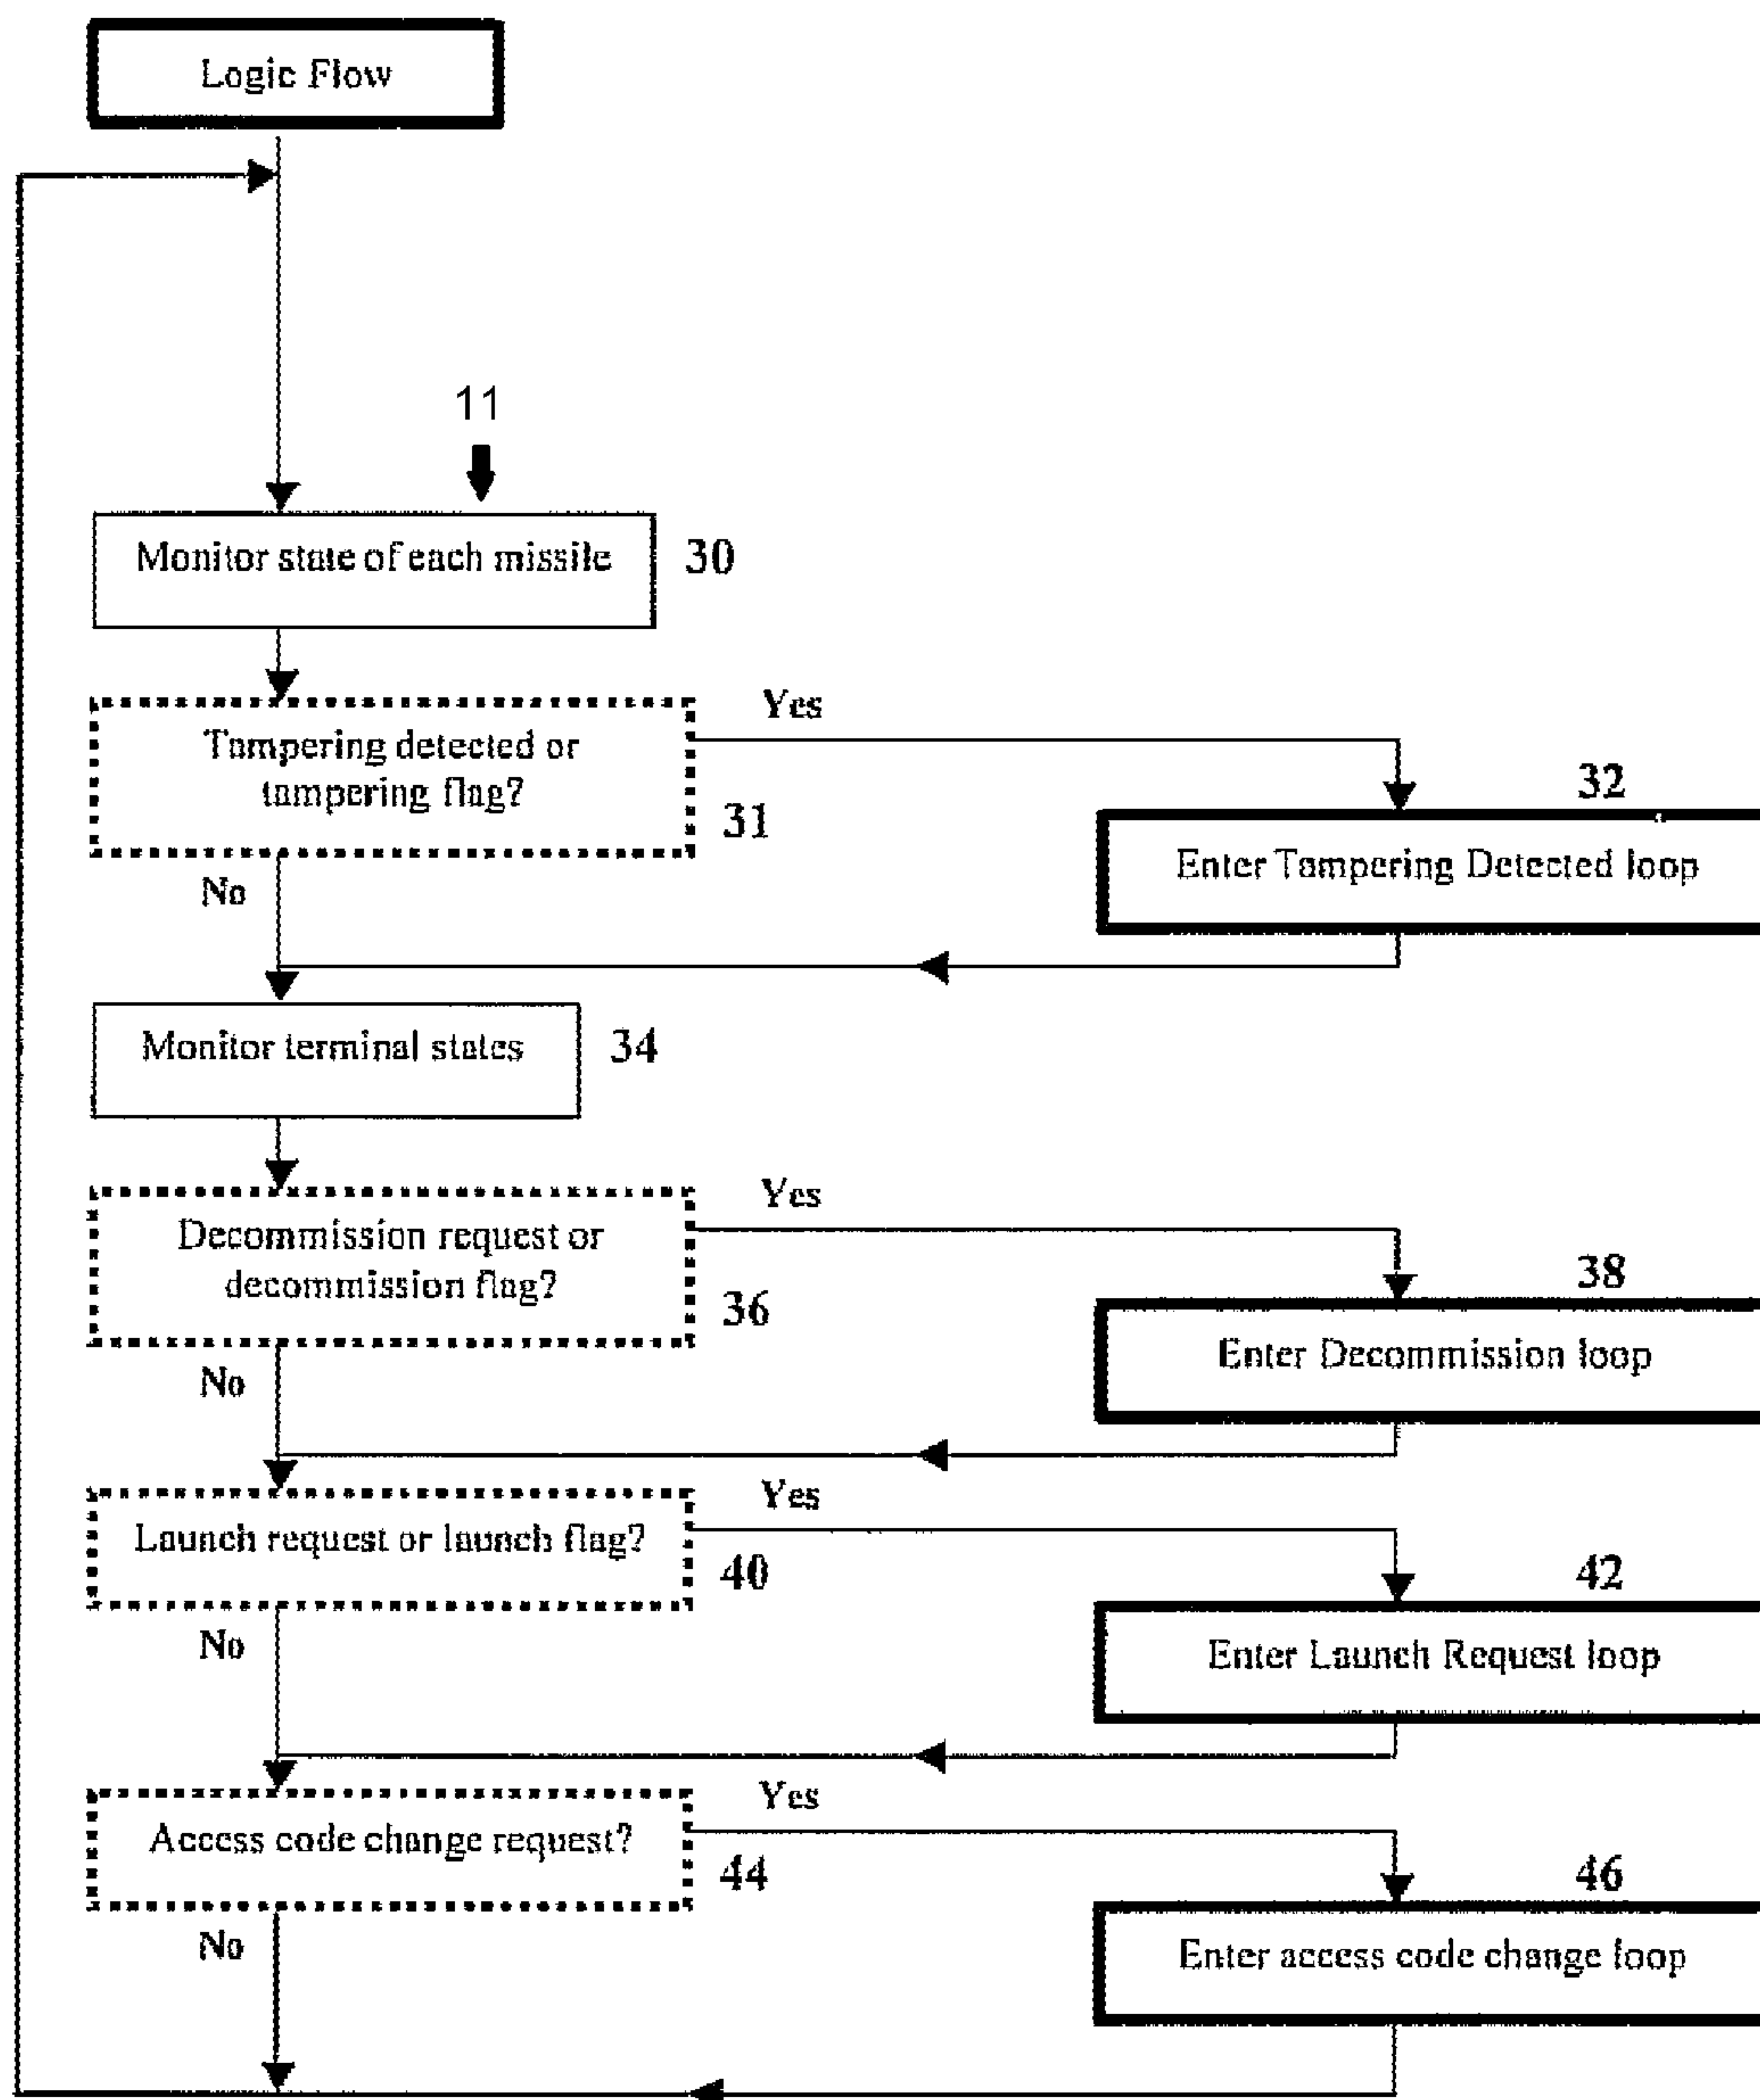 Logic Flow
11
Monitor state of each missile
30
Yes
Tampering detected or
tampering flag?
31
No
32
Enter Tampering Detected loop
Monitor terminal states
34
Yes
Decommission request or
decommission flag?
36
No
38
Enter Decommission loop
Yes
Launch request or launch flag?
40
No
42
Enter Launch Request loop
Yes
Access code change request?
44
No
46
Enter access code change loop